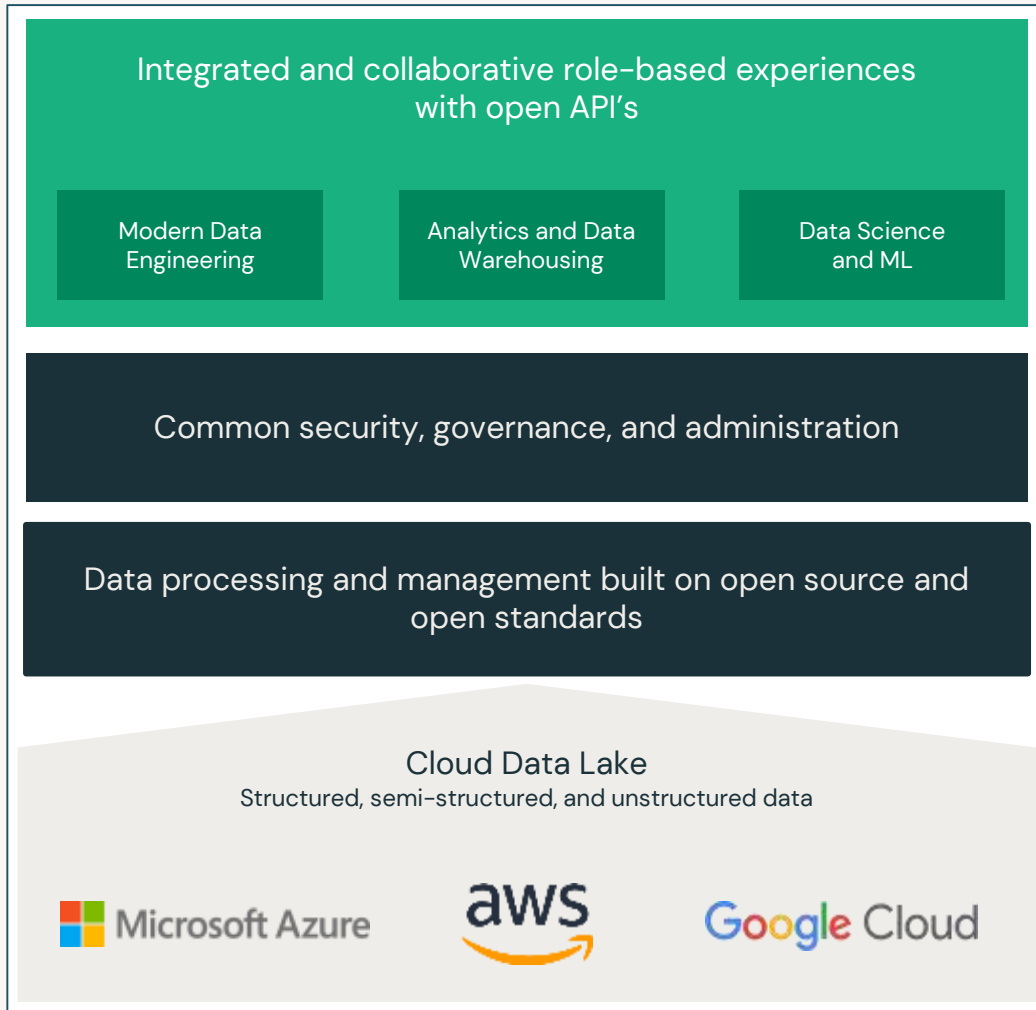 Integrated and collaborative role-based experiences
with open API's
Modern Data
Engineering
Analytics and Data
Warehousing
Data Science
and ML
Common security, governance, and administration
Data processing and management built on open source and
open standards
Cloud Data Lake
Structured, semi-structured, and unstructured data
Microsoft Azure
aws
Google Cloud